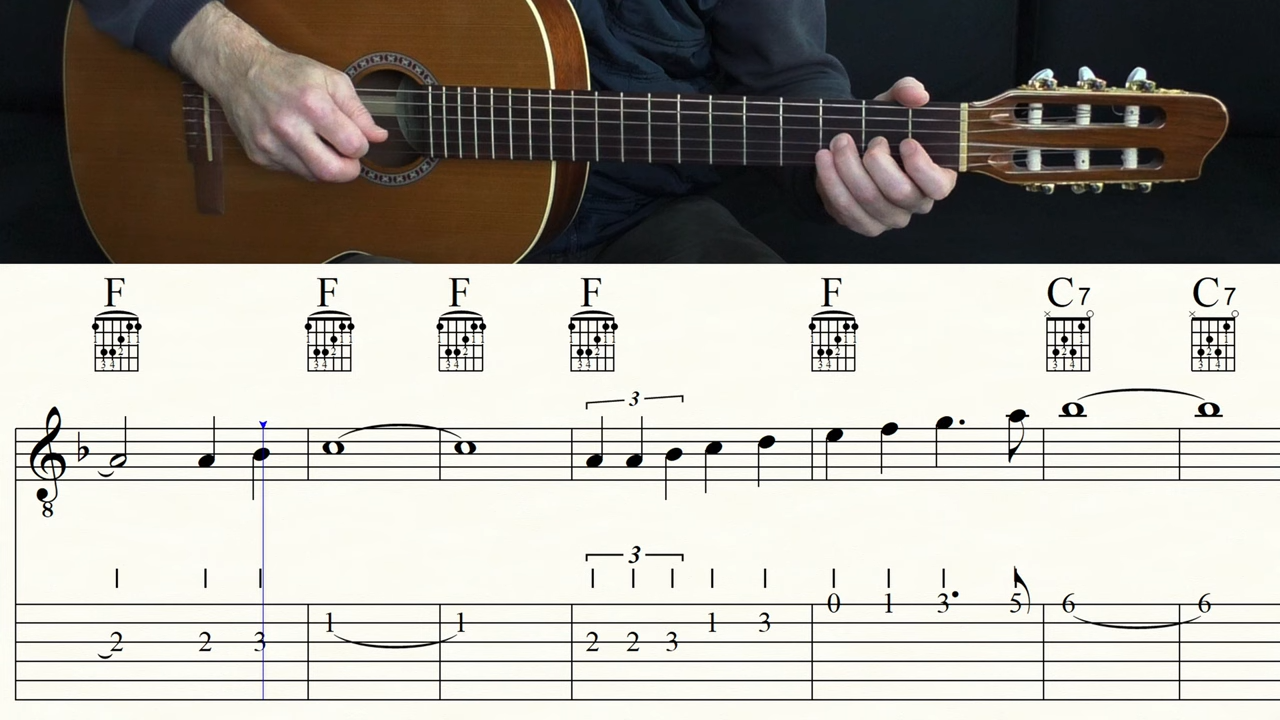 F F F F F C7 C7
3
8
3
0 1 3 5 6 6
1 1 1 3
2 2 3 2 2 3